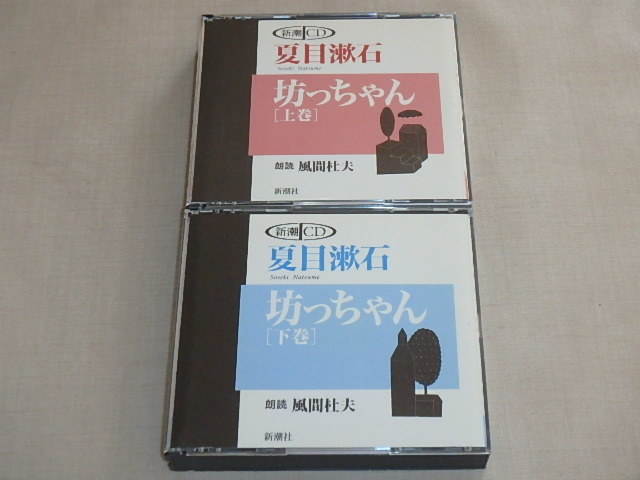 新潮CD
夏目漱石
Soseki Natsume
坊っちゃん
[上巻]
朗読 風間杜夫
新潮社
新潮CD
夏目漱石
Soseki Natsume
坊っちゃん
[下巻]
朗読 風間杜夫
新潮社